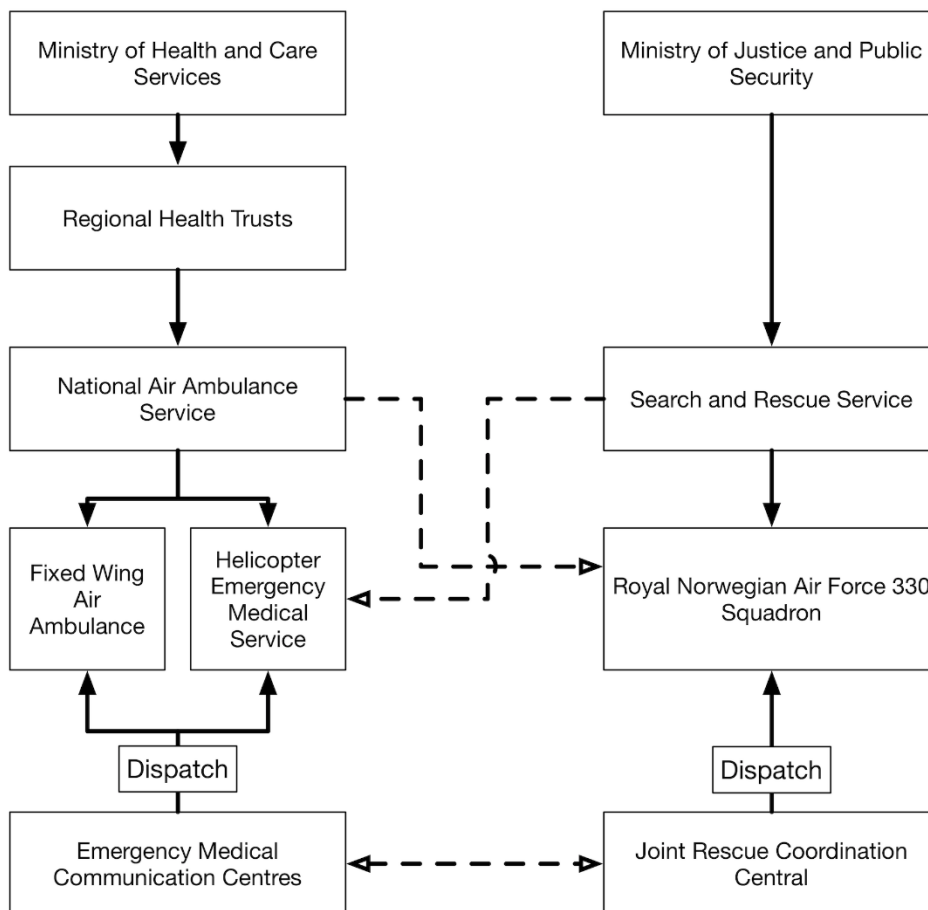 Ministry of Health and Care
Services
Ministry of Justice and Public
Security
Regional Health Trusts
National Air Ambulance
Service
Search and Rescue Service
Fixed Wing
Air
Ambulance
Helicopter
Emergency
Medical
Service
Royal Norwegian Air Force 330
Squadron
Dispatch
Dispatch
Emergency Medical
Communication Centres
Joint Rescue Coordination
Central